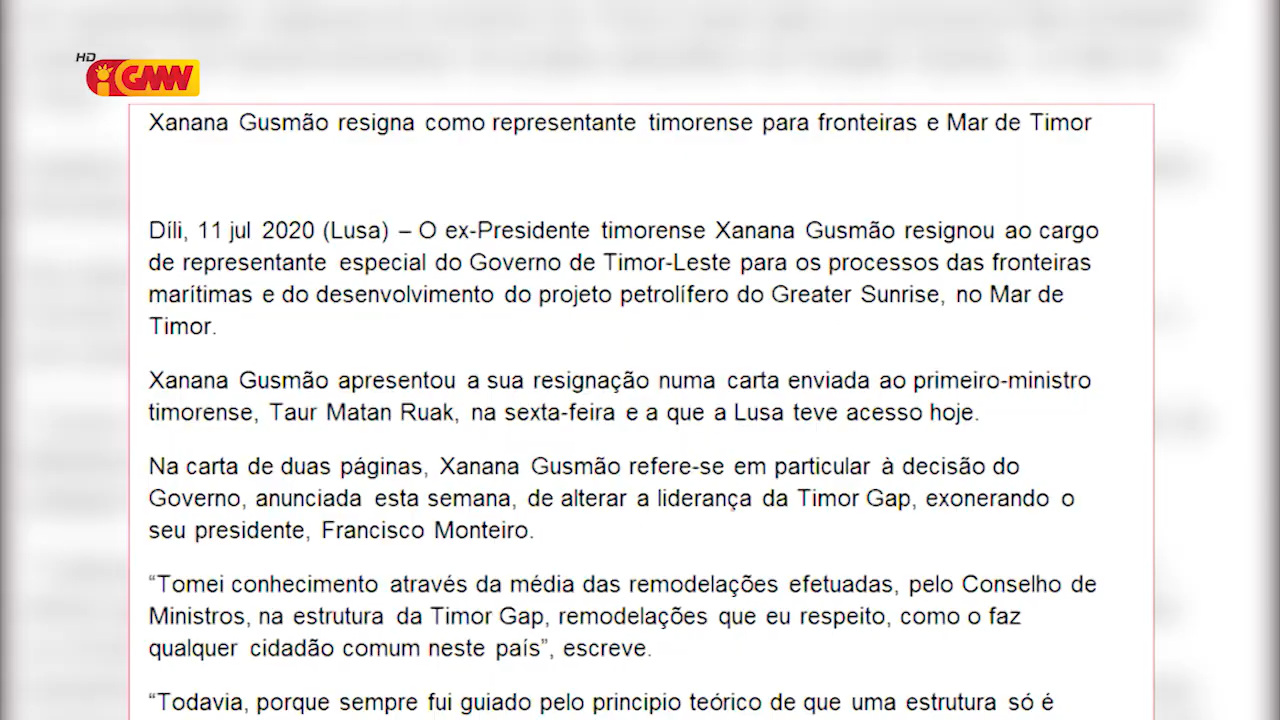 HD
GMN
Xanana Gusmão resigna como representante timorense para fronteiras e Mar de Timor
Díli, 11 jul 2020 (Lusa) – O ex-Presidente timorense Xanana Gusmão resignou ao cargo
de representante especial do Governo de Timor-Leste para os processos das fronteiras
marítimas e do desenvolvimento do projeto petrolífero do Greater Sunrise, no Mar de
Timor.
Xanana Gusmão apresentou a sua resignação numa carta enviada ao primeiro-ministro
timorense, Taur Matan Ruak, na sexta-feira e a que a Lusa teve acesso hoje.
Na carta de duas páginas, Xanana Gusmão refere-se em particular à decisão do
Governo, anunciada esta semana, de alterar a liderança da Timor Gap, exonerando o
seu presidente, Francisco Monteiro.
“Tomei conhecimento através da média das remodelações efetuadas, pelo Conselho de
Ministros, na estrutura da Timor Gap, remodelações que eu respeito, como o faz
qualquer cidadão comum neste país”, escreve.
“Todavia, porque sempre fui guiado pelo principio teórico de que uma estrutura só é